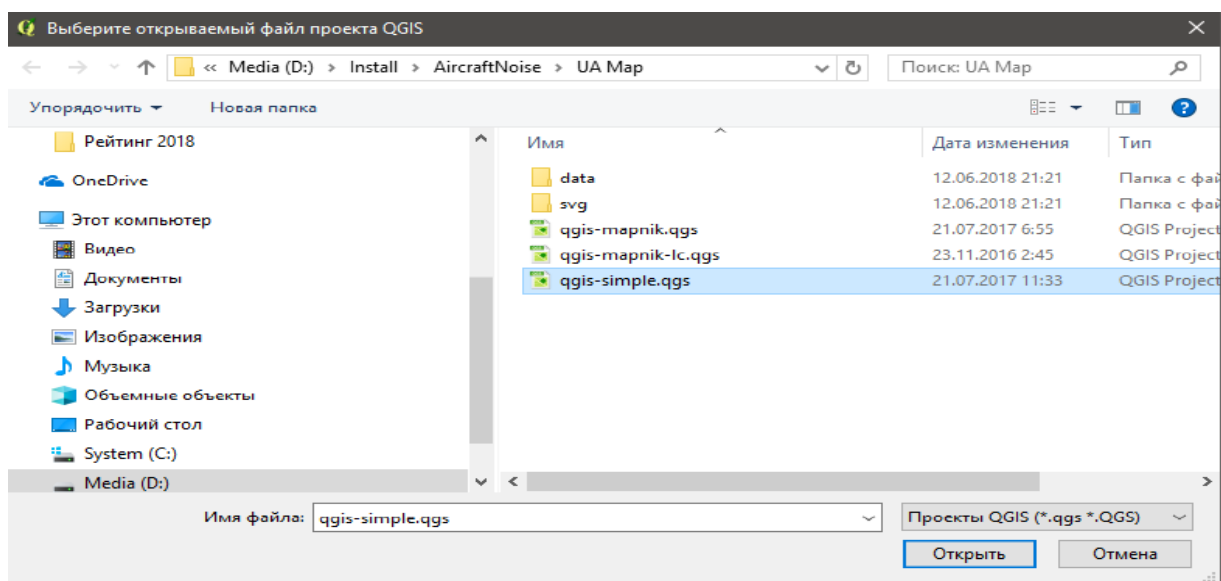 Выберите открываемый файл проекта QGIS
« Media (D:) › Install › AircraftNoise › UA Map
Поиск: UA Map
Упорядочить
Новая папка
Рейтинг 2018
OneDrive
Этот компьютер
Видео
Документы
Загрузки
Изображения
Музыка
Объемные объекты
Рабочий стол
System (C:)
Media (D:)
Имя Дата изменения Тип
data 12.06.2018 21:21 Папка с фай
svg 12.06.2018 21:21 Папка с фай
qgis-mapnik.qgs 21.07.2017 6:55 QGIS Project
qgis-mapnik-lc.qgs 23.11.2016 2:45 QGIS Project
qgis-simple.qgs 21.07.2017 11:33 QGIS Project
Имя файла: qgis-simple.qgs
Проекты QGIS (*.qgs *.QGS)
Открыть
Отмена